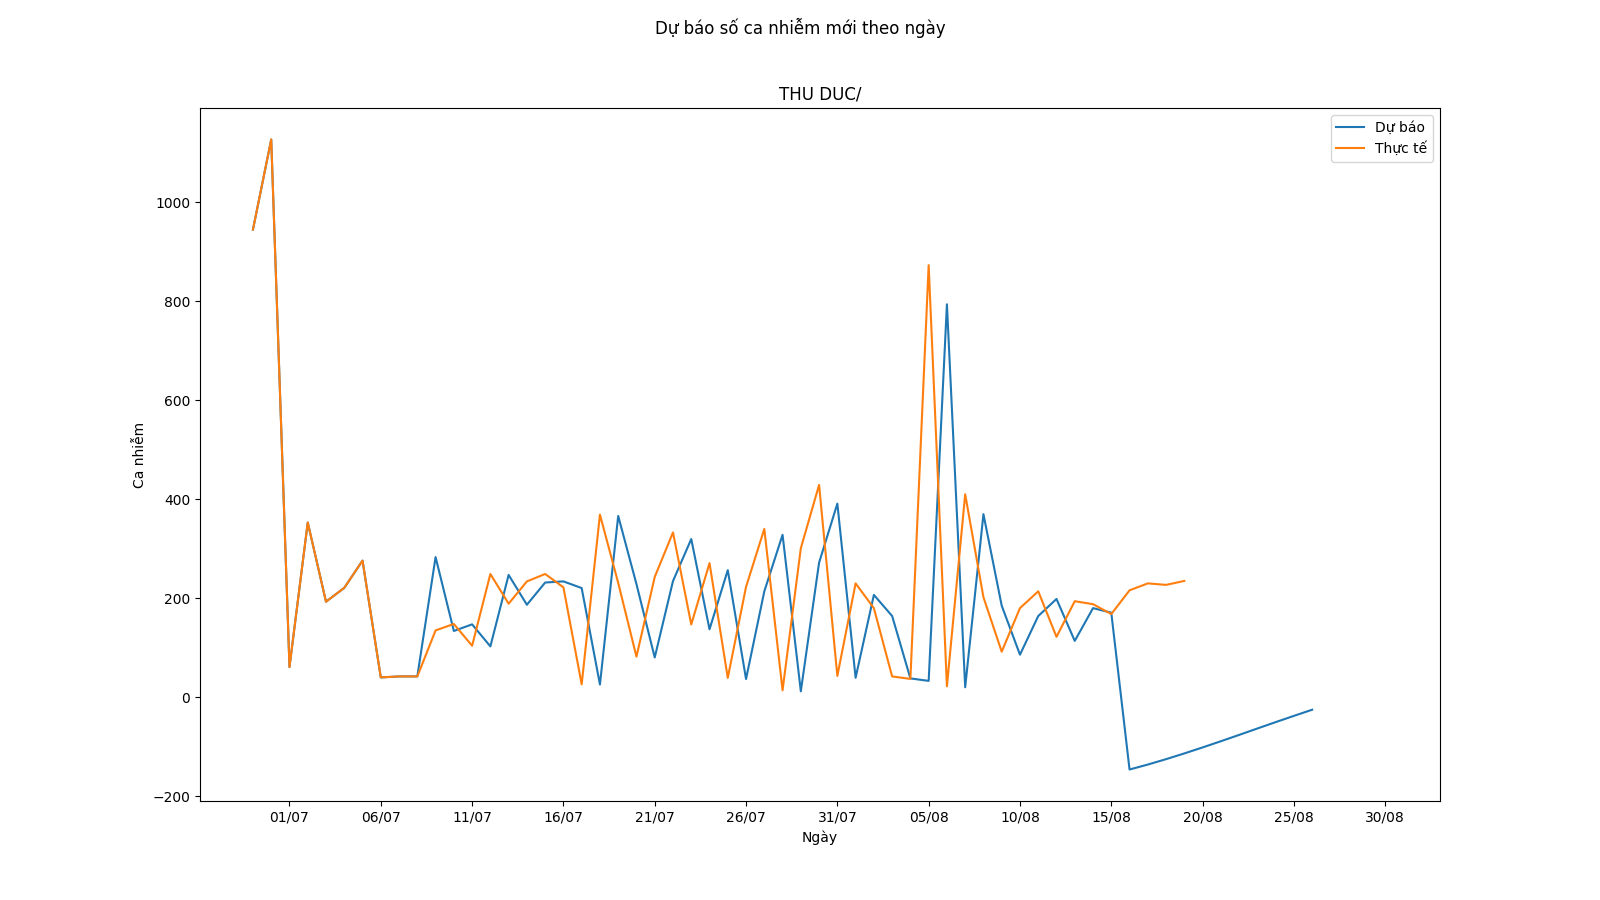 Dự báo số ca nhiễm mới theo ngày
THU DUC/
Dự báo
Thực tế
Ca nhiễm
1000
800
600
400
200
0
−200
01/07 06/07 11/07 16/07 21/07 26/07 31/07 05/08 10/08 15/08 20/08 25/08 30/08
Ngày